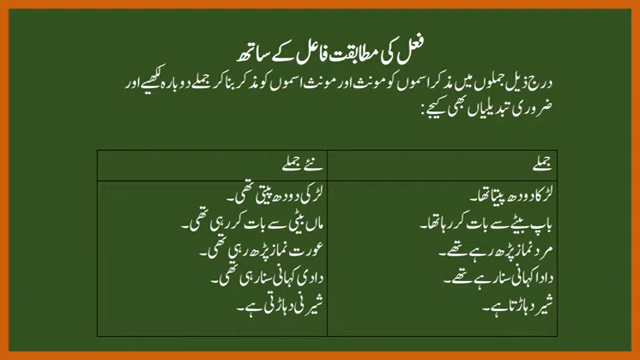 فعل کی مطابقت فاعل کے ساتھ
درج ذیل جملوں میں مذکر اسموں کو مونث اور مونث اسموں کو مذکر بنا کر جملے دوبارہ لکھیے اور
ضروری تبدیلیاں بھی کیجے:
جملے	نئے جملے
لڑکا دودھ پیتا تھا۔	لڑکی دودھ پیتی تھی۔
باپ بیٹے سے بات کر رہا تھا۔	ماں بیٹی سے بات کر رہی تھی۔
مرد نماز پڑھ رہے تھے۔	عورت نماز پڑھ رہی تھی۔
دادا کہانی سنا رہے تھے۔	دادی کہانی سنا رہی تھی۔
شیر دہاڑتا ہے۔	شیرنی دہاڑتی ہے۔